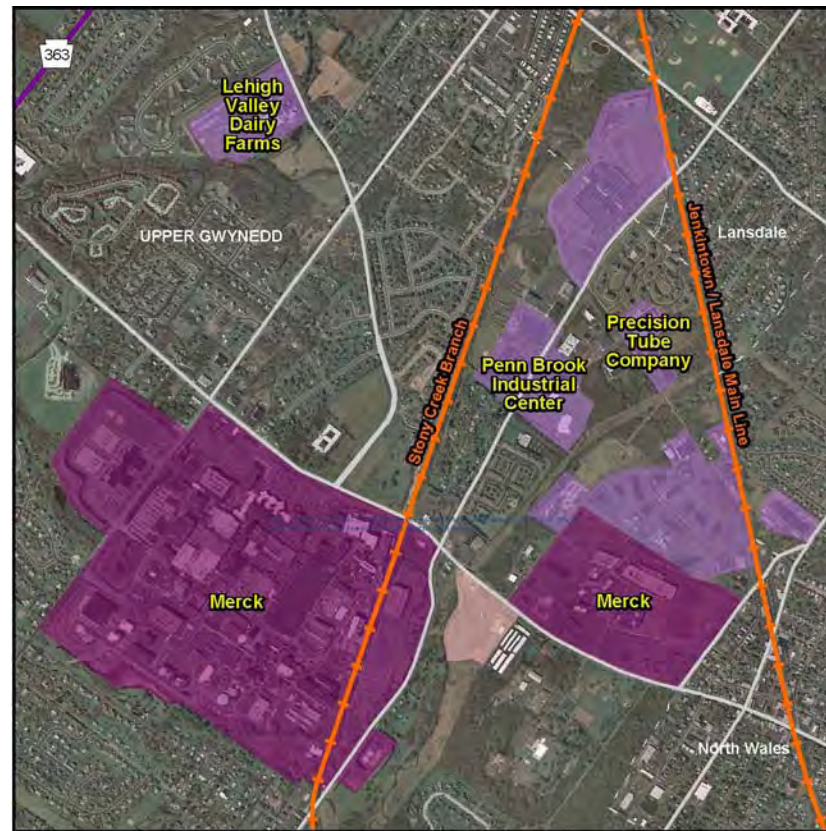 363
Lehigh
Valley
Dairy
Farms
UPPER GWYNEDD
Lansdale
Jenkintown / Lansdale Main Line
Stony Creek Branch
Precision
Tube
Company
Penn Brook
Industrial
Center
Merck
Merck
North Wales